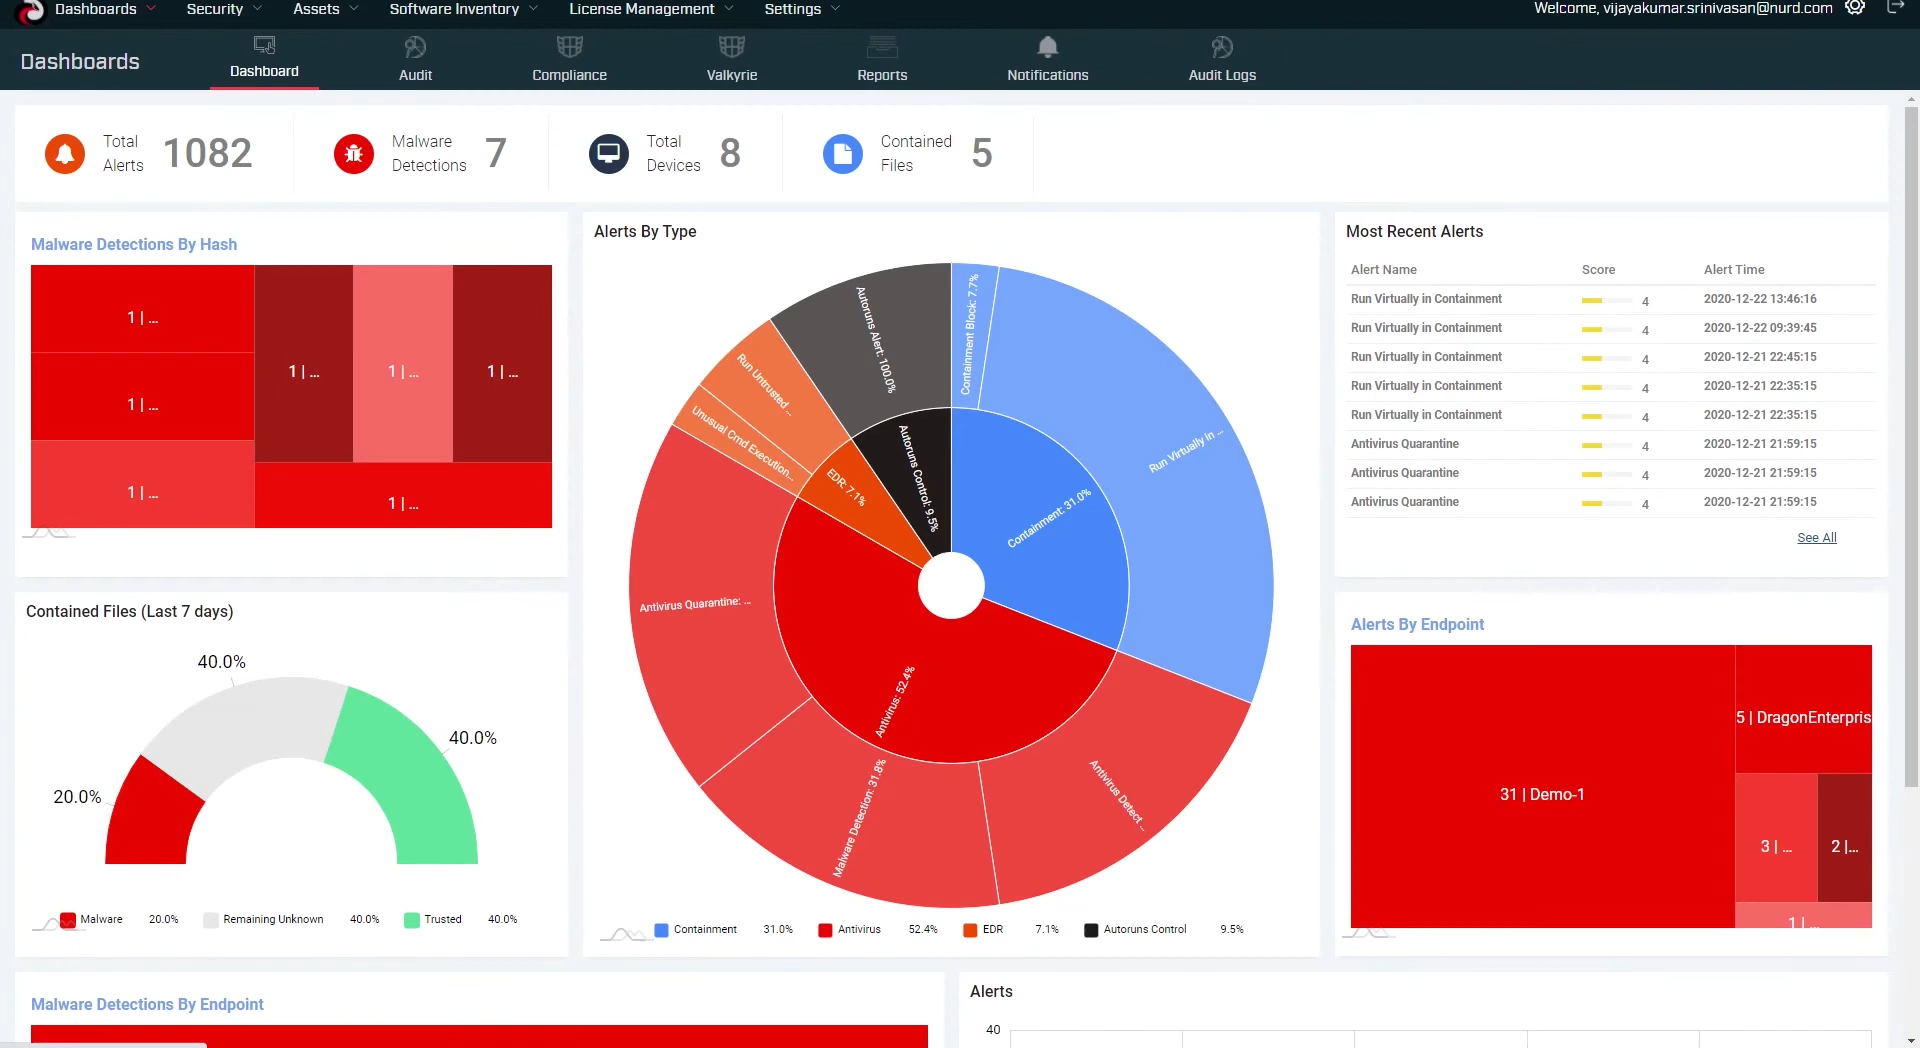 Dashboards Security Assets Software Inventory License Management Settings Welcome, vijayakumar.srinivasan@nurd.com
Dashboards Dashboard Audit Compliance Valkyrie Reports Notifications Audit Logs
Total Alerts 1082
Malware Detections 7
Total Devices 8
Contained Files 5
Malware Detections By Hash
1 | ...
1 | ...
1 | ...
1 | ...
1 | ...
1 | ...
1 | ...
Contained Files (Last 7 days)
40.0%
40.0%
20.0%
Malware 20.0% Remaining Unknown 40.0% Trusted 40.0%
Alerts By Type
Containment Block: 7.7%
Run Virtually in ...
Autoruns Alert: 100.0%
Run Untrusted ...
Unusual Cmd Execution...
Autoruns Control: 9.5%
EDR: 7.1%
Containment: 31.0%
Antivirus Quarantine: ...
Antivirus: 52.4%
Malware Detection: 31.8%
Antivirus Detect ...
Containment 31.0% Antivirus 52.4% EDR 7.1% Autoruns Control 9.5%
Most Recent Alerts
Alert Name Score Alert Time
Run Virtually in Containment 4 2020-12-22 13:46:16
Run Virtually in Containment 4 2020-12-22 09:39:45
Run Virtually in Containment 4 2020-12-21 22:45:15
Run Virtually in Containment 4 2020-12-21 22:35:15
Run Virtually in Containment 4 2020-12-21 22:35:15
Antivirus Quarantine 4 2020-12-21 21:59:15
Antivirus Quarantine 4 2020-12-21 21:59:15
Antivirus Quarantine 4 2020-12-21 21:59:15
See All
Alerts By Endpoint
5 | DragonEnterpris
31 | Demo-1
3 | ...
2 |...
1 | ...
Malware Detections By Endpoint
Alerts
40